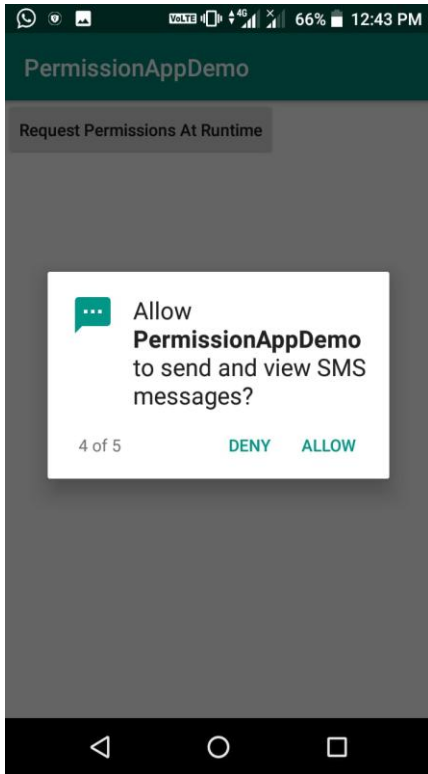 VoLTE 4G 66% 12:43 PM
PermissionAppDemo
Request Permissions At Runtime
Allow
PermissionAppDemo
to send and view SMS
messages?
4 of 5 DENY ALLOW